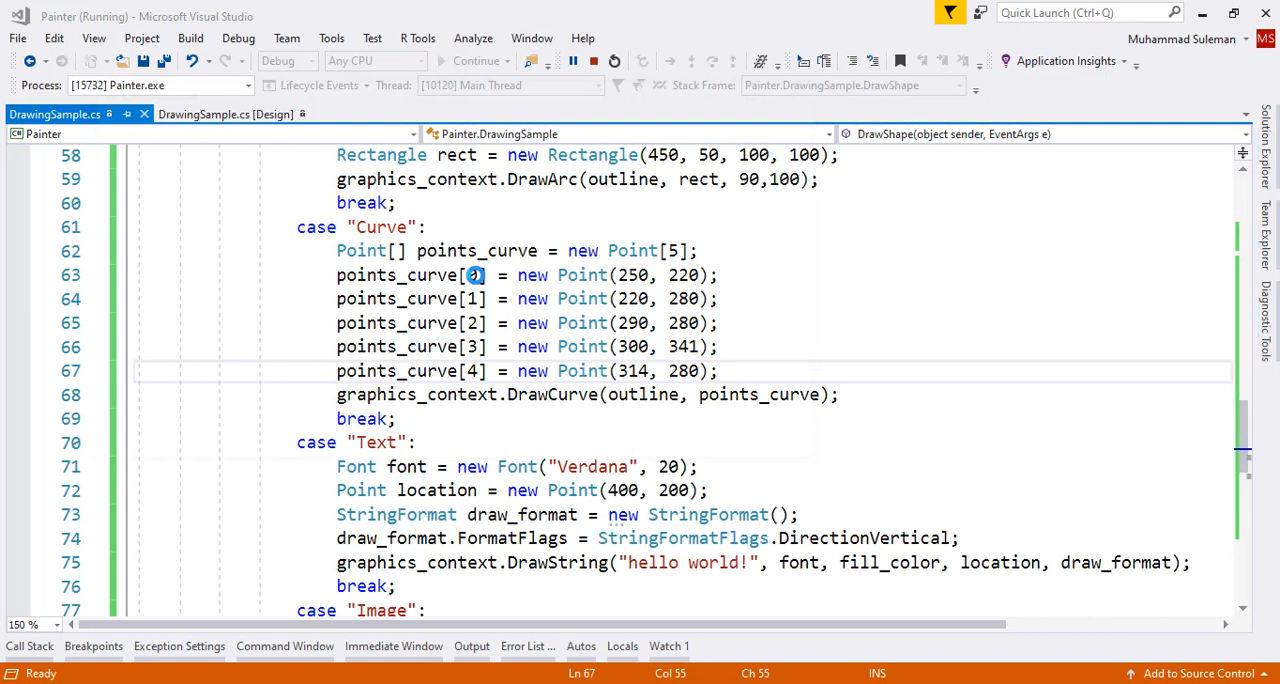 Painter (Running) - Microsoft Visual Studio
Quick Launch (Ctrl+Q)
File Edit View Project Build Debug Team Tools Test R Tools Analyze Window Help
Muhammad Suleman MS
Debug Any CPU Continue Application Insights
Process: [15732] Painter.exe Lifecycle Events Thread: [10120] Main Thread Stack Frame: Painter.DrawingSample.DrawShape
DrawingSample.cs DrawingSample.cs [Design]
C# Painter Painter.DrawingSample DrawShape(object sender, EventArgs e)
58 Rectangle rect = new Rectangle(450, 50, 100, 100);
59 graphics_context.DrawArc(outline, rect, 90,100);
60 break;
61 case "Curve":
62 Point[] points_curve = new Point[5];
63 points_curve[0] = new Point(250, 220);
64 points_curve[1] = new Point(220, 280);
65 points_curve[2] = new Point(290, 280);
66 points_curve[3] = new Point(300, 341);
67 points_curve[4] = new Point(314, 280);
68 graphics_context.DrawCurve(outline, points_curve);
69 break;
70 case "Text":
71 Font font = new Font("Verdana", 20);
72 Point location = new Point(400, 200);
73 StringFormat draw_format = new StringFormat();
74 draw_format.FormatFlags = StringFormatFlags.DirectionVertical;
75 graphics_context.DrawString("hello world!", font, fill_color, location, draw_format);
76 break;
77 case "Image":
150 %
Call Stack Breakpoints Exception Settings Command Window Immediate Window Output Error List ... Autos Locals Watch 1
Ready Ln 67 Col 55 Ch 55 INS Add to Source Control
Solution Explorer
Team Explorer
Diagnostic Tools